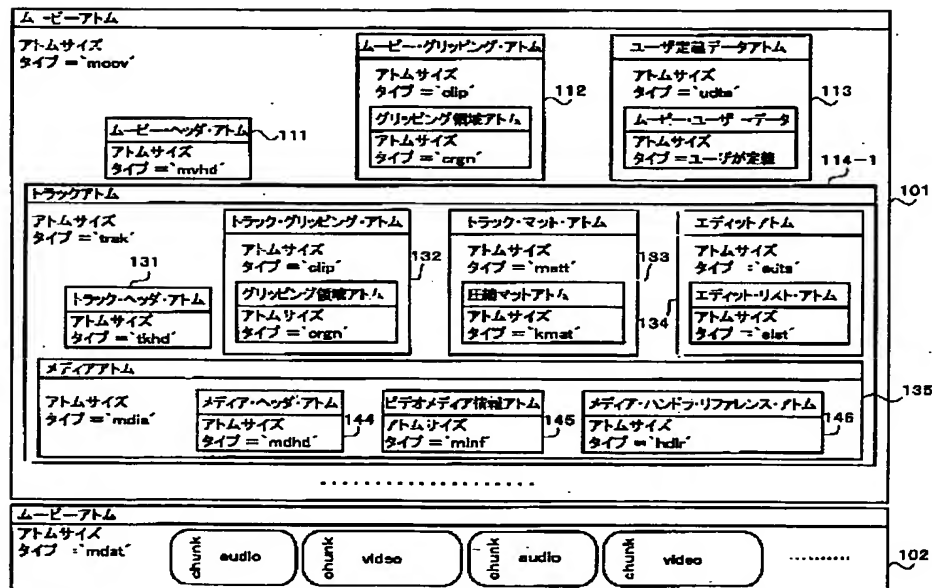 ムービーアトム
アトムサイズ
タイプ=`moov´
ムービー・グリッピング・アトム
アトムサイズ
タイプ=`clip´
グリッピング領域アトム
アトムサイズ
タイプ=`crgn´
112
ユーザ定義データアトム
アトムサイズ
タイプ=`udta´
ムービー・ユーザ・データ
アトムサイズ
タイプ=ユーザが定義
113
ムービー・ヘッダ・アトム
アトムサイズ
タイプ=`mvhd´
111
114-1
101
トラックアトム
アトムサイズ
タイプ=`trak´
131
トラック・ヘッダ・アトム
アトムサイズ
タイプ=`tkhd´
トラック・グリッピング・アトム
アトムサイズ
タイプ=`clip´
グリッピング領域アトム
アトムサイズ
タイプ=`crgn´
132
トラック・マット・アトム
アトムサイズ
タイプ=`matt´
圧縮マットアトム
アトムサイズ
タイプ=`kmat´
133
エディットアトム
アトムサイズ
タイプ=`edts´
エディット・リスト・アトム
アトムサイズ
タイプ=`elst´
134
メディアアトム
アトムサイズ
タイプ=`mdia´
メディア・ヘッダ・アトム
アトムサイズ
タイプ=`mdhd´
144
ビデオメディア情報アトム
アトムサイズ
タイプ=`minf´
145
メディア・ハンドラ・リファレンス・アトム
アトムサイズ
タイプ=`hdlr´
146
135
ムービーアトム
アトムサイズ
タイプ=`mdat´
chunk audio
chunk video
chunk audio
chunk video
102